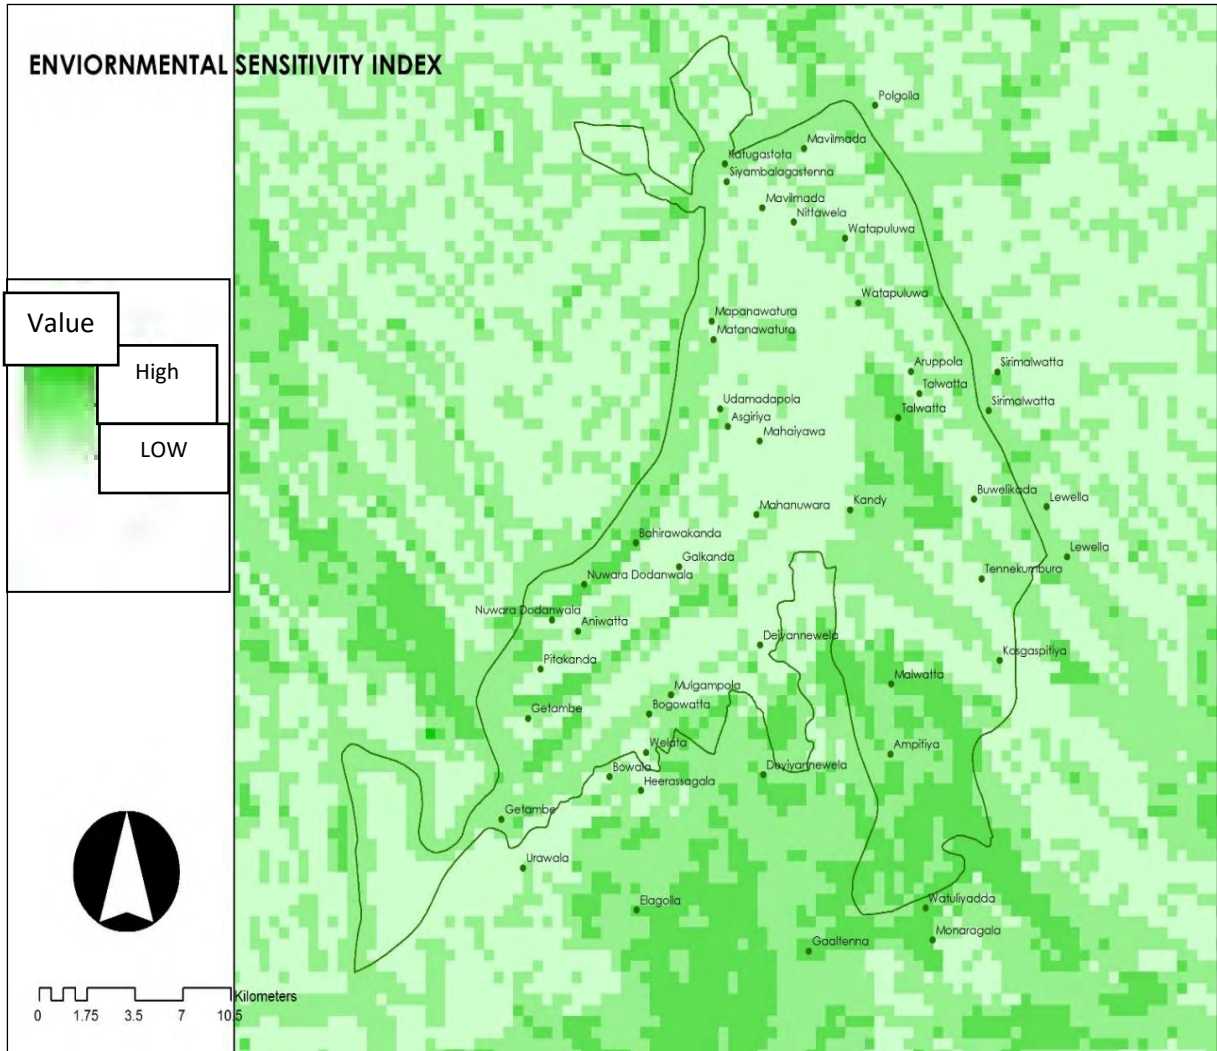 ENVIORNMENTAL SENSITIVITY INDEX
Polgolla
Mavilmada
Katugastota
Siyambalagastenna
Mavilmada
Nittawela
Watapuluwa
Value
Watapuluwa
Mapanawatura
Matanawatura
High
Aruppola
Sirimalwatta
Talwatta
Udamadapola
Sirimalwatta
Talwatta
Asgiriya
Mahaiyawa
LOW
Buwelikada
Lewella
Mahanuwara
Kandy
Bahirawakanda
Lewella
Galkanda
Tennekumbura
Nuwara Dodanwala
Nuwara Dodanwala
Aniwatta
Deiyannewela
Kosgaspitiya
Pitakanda
Malwatta
Mulgampola
Getambe
Bogowatta
Welata
Ampitiya
Bowala
Deviyannewela
Heerassagala
Getambe
Urawala
Elagolla
Watuliyadda
Monaragala
Gaaltenna
Kilometers
0 1.75 3.5 7 10.5